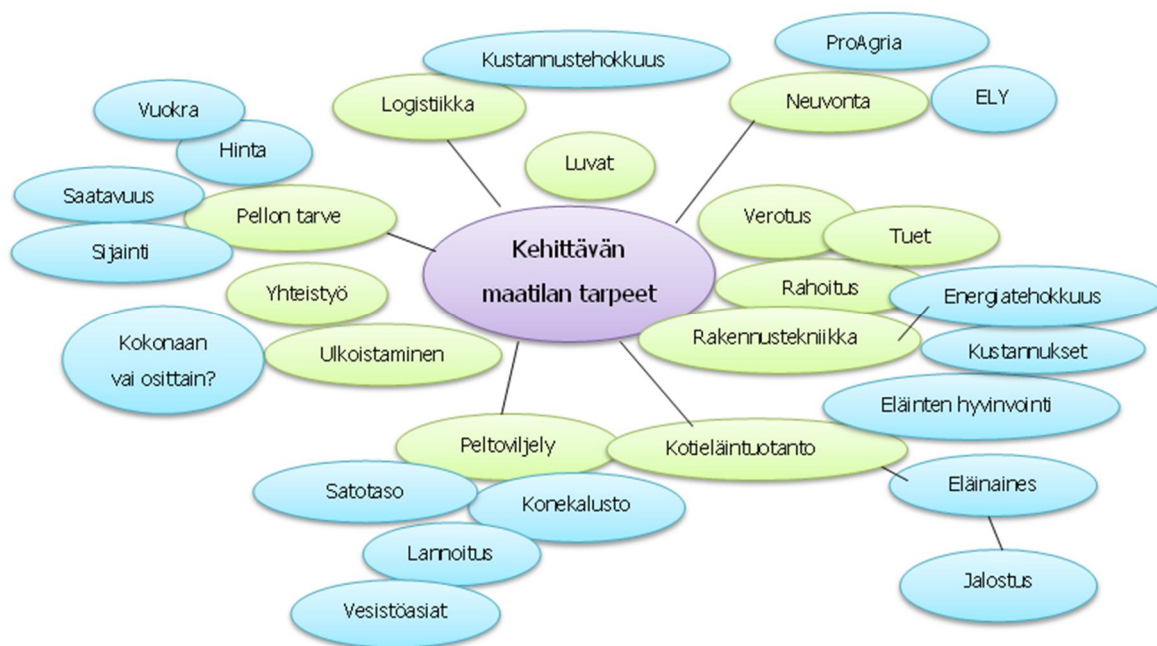 ProAgria
Kustannustehokkuus
Logistiikka
Neuvonta
ELY
Vuokra
Hinta
Luvat
Saatavuus
Pellon tarve
Sijainti
Verotus
Tuet
Kehittävän
maatilan tarpeet
Yhteistyö
Rahoitus
Energiatehokkuus
Kokonaan
vai osittain?
Ulkoistaminen
Rakennustekniikka
Kustannukset
Eläinten hyvinvointi
Peltoviljely
Kotieläintuotanto
Satotaso
Konekalusto
Eläinaines
Lannoitus
Vesistöasiat
Jalostus